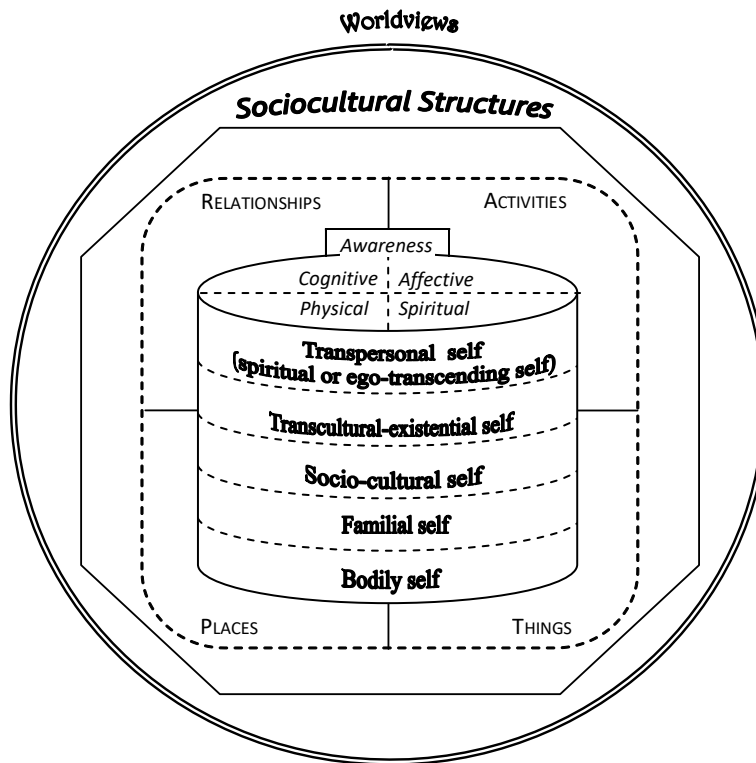 Worldviews
Sociocultural Structures
RELATIONSHIPS
ACTIVITIES
Awareness
Cognitive
Affective
Physical
Spiritual
Transpersonal self
(spiritual or ego-transcending self)
Transcultural-existential self
Socio-cultural self
Familial self
Bodily self
PLACES
THINGS